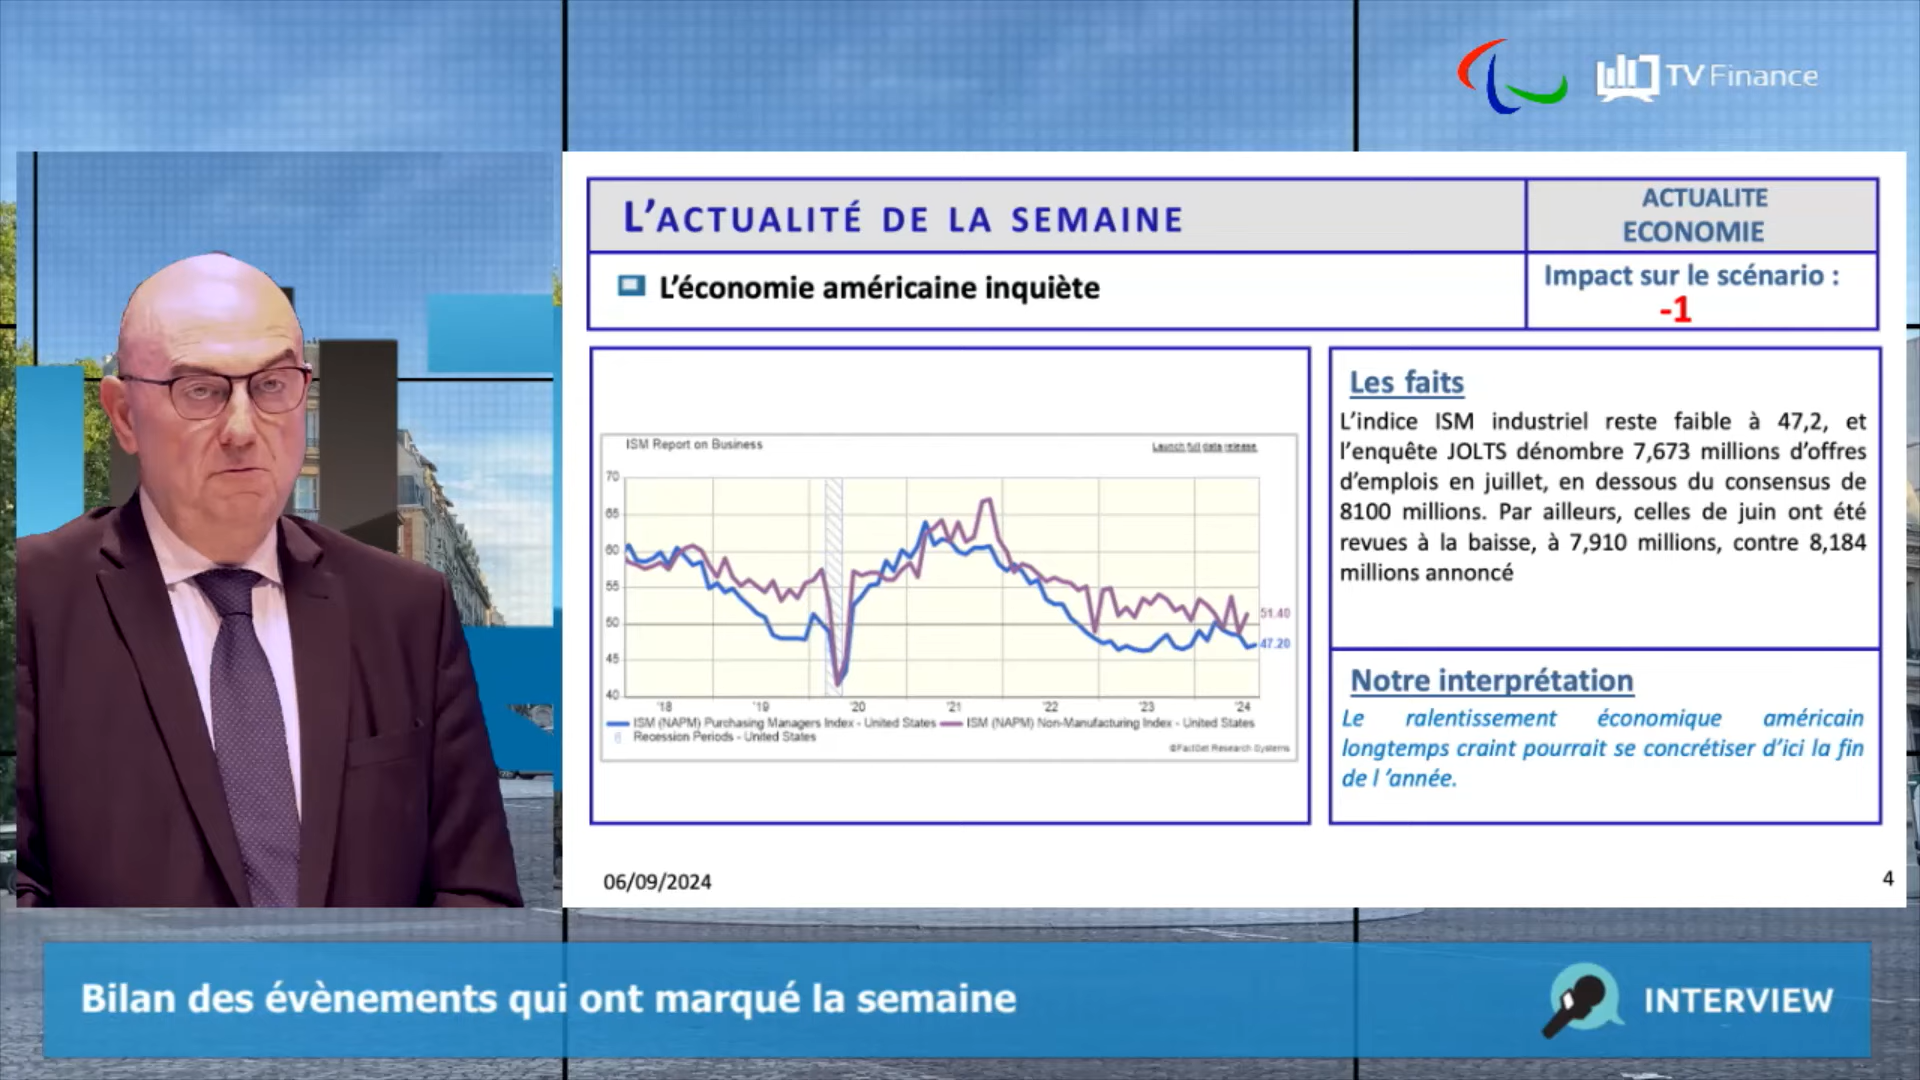 TV Finance
L'ACTUALITÉ DE LA SEMAINE
ACTUALITE
ECONOMIE
L'économie américaine inquiète
Impact sur le scénario :
-1
ISM Report on Business
Launch full data release
70
65
60
55
50
45
40
51.40
47.20
'18 '19 '20 '21 '22 '23 '24
ISM (NAPM) Purchasing Managers Index - United States
ISM (NAPM) Non-Manufacturing Index - United States
Recession Periods - United States
©FactSet Research Systems
Les faits
L'indice ISM industriel reste faible à 47,2, et
l'enquête JOLTS dénombre 7,673 millions d'offres
d'emplois en juillet, en dessous du consensus de
8100 millions. Par ailleurs, celles de juin ont été
revues à la baisse, à 7,910 millions, contre 8,184
millions annoncé
Notre interprétation
Le ralentissement économique américain
longtemps craint pourrait se concrétiser d'ici la fin
de l 'année.
06/09/2024
4
Bilan des évènements qui ont marqué la semaine
INTERVIEW